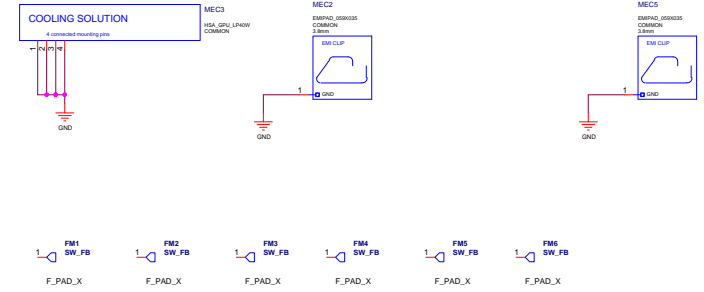 MEC3
COOLING SOLUTION
4 connected mounting pins
HSA_GPU_LP40W
COMMON
1
2
3
4
GND
MEC2
EMIPAD_059X035
COMMON
3.8mm
EMI CLIP
1
GND
GND
MEC5
EMIPAD_059X035
COMMON
3.8mm
EMI CLIP
1
GND
GND
FM1
1 SW_FB
F_PAD_X
FM2
1 SW_FB
F_PAD_X
FM3
1 SW_FB
F_PAD_X
FM4
1 SW_FB
F_PAD_X
FM5
1 SW_FB
F_PAD_X
FM6
1 SW_FB
F_PAD_X